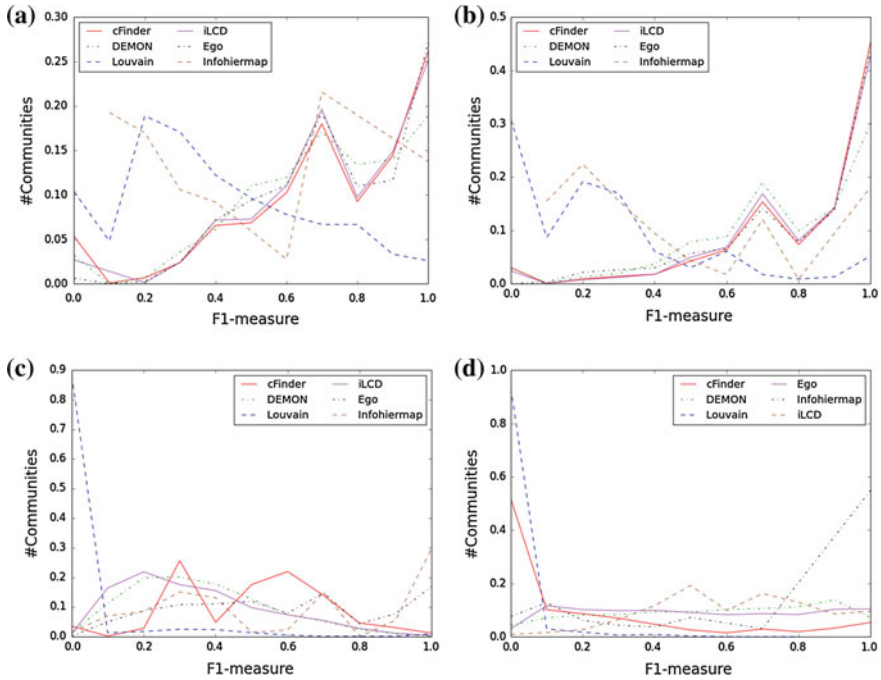 (a)
cFinder iLCD
DEMON Ego
Louvain Infohiermap
0.30
0.25
0.20
0.15
0.10
0.05
0.00
#Communities
0.0 0.2 0.4 0.6 0.8 1.0
F1-measure
(b)
cFinder iLCD
DEMON Ego
Louvain Infohiermap
0.5
0.4
0.3
0.2
0.1
0.0
#Communities
0.0 0.2 0.4 0.6 0.8 1.0
F1-measure
(c)
cFinder iLCD
DEMON Ego
Louvain Infohiermap
0.9
0.8
0.7
0.6
0.5
0.4
0.3
0.2
0.1
0.0
#Communities
0.0 0.2 0.4 0.6 0.8 1.0
F1-measure
(d)
cFinder Ego
DEMON Infohiermap
Louvain iLCD
1.0
0.8
0.6
0.4
0.2
0.0
#Communities
0.0 0.2 0.4 0.6 0.8 1.0
F1-measure